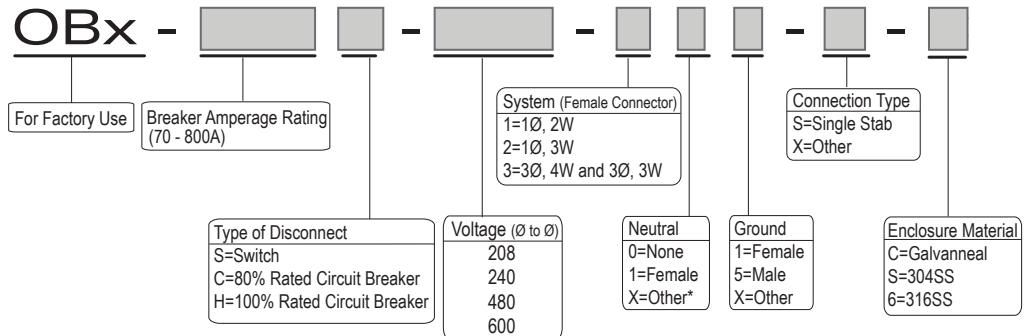 OBx - - - - -
For Factory Use
Breaker Amperage Rating
(70 - 800A)
System (Female Connector)
1=1Ø, 2W
2=1Ø, 3W
3=3Ø, 4W and 3Ø, 3W
Connection Type
S=Single Stab
X=Other
Type of Disconnect
S=Switch
C=80% Rated Circuit Breaker
H=100% Rated Circuit Breaker
Voltage (Ø to Ø)
208
240
480
600
Neutral
0=None
1=Female
X=Other*
Ground
1=Female
5=Male
X=Other
Enclosure Material
C=Galvanneal
S=304SS
6=316SS